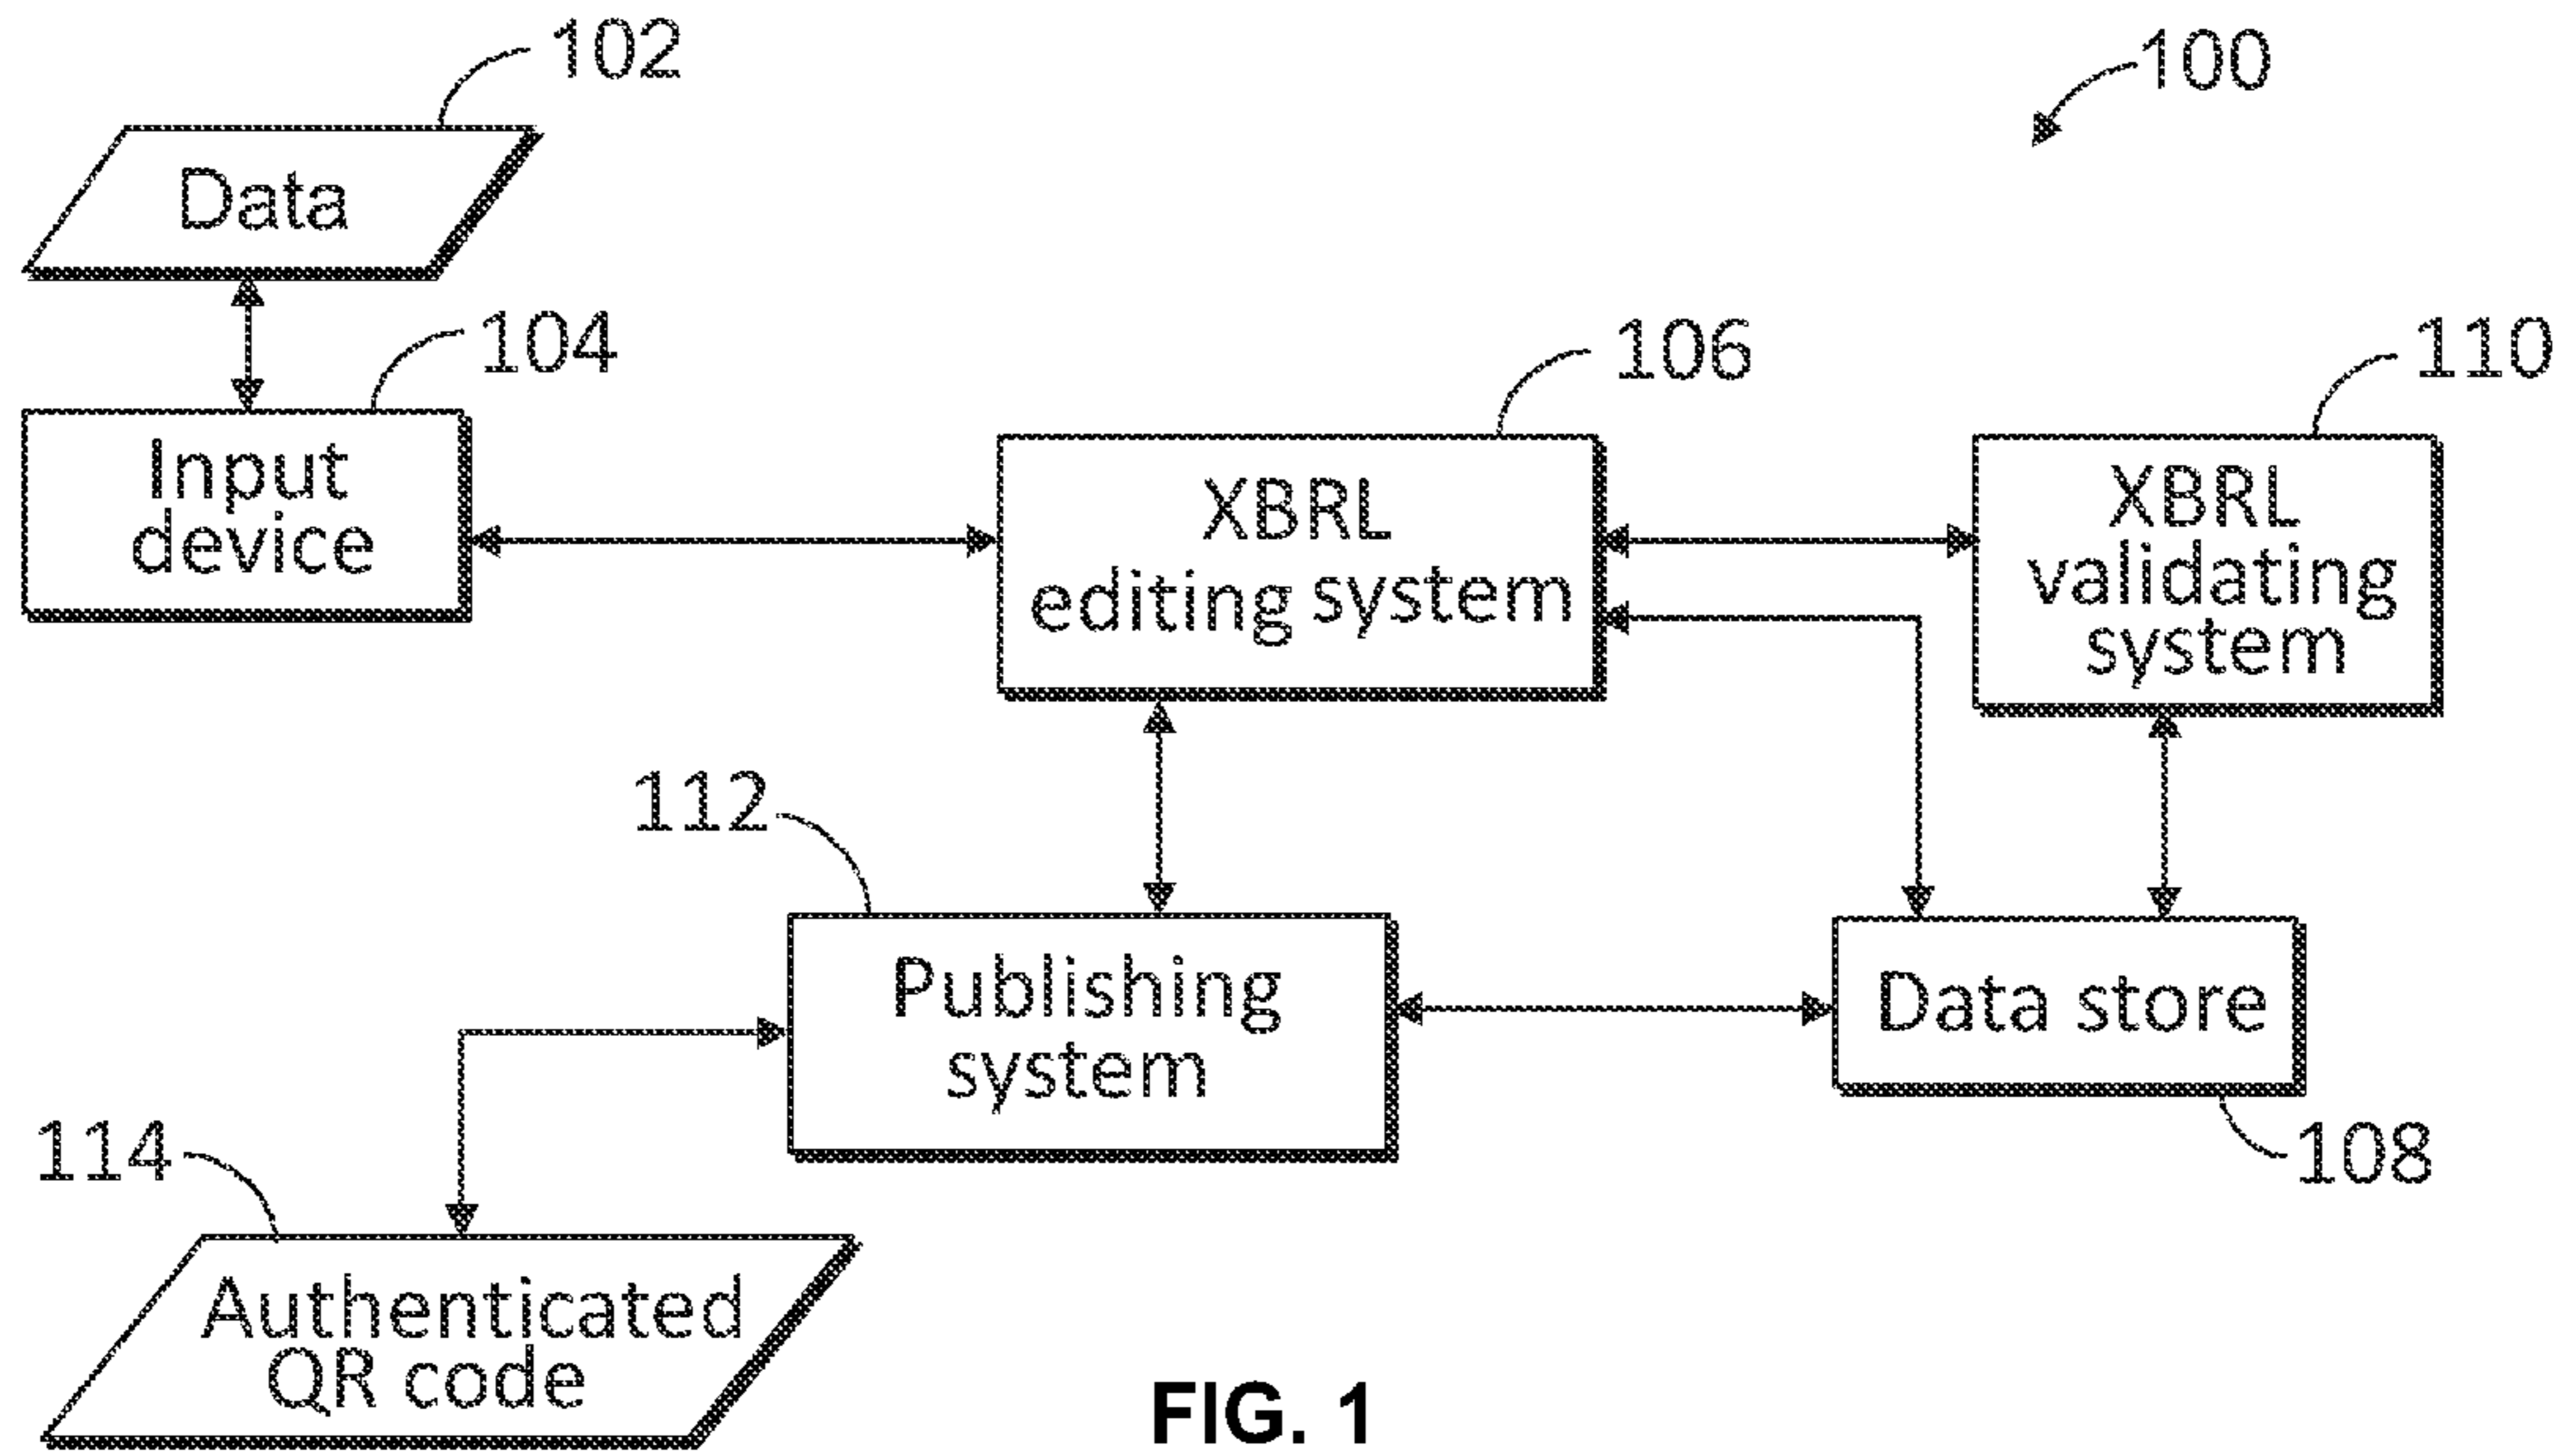 102
100
Data
104
Input
device
106
XBRL
editing system
110
XBRL
validating
system
112
Publishing
system
Data store
108
114
Authenticated
QR code
FIG. 1